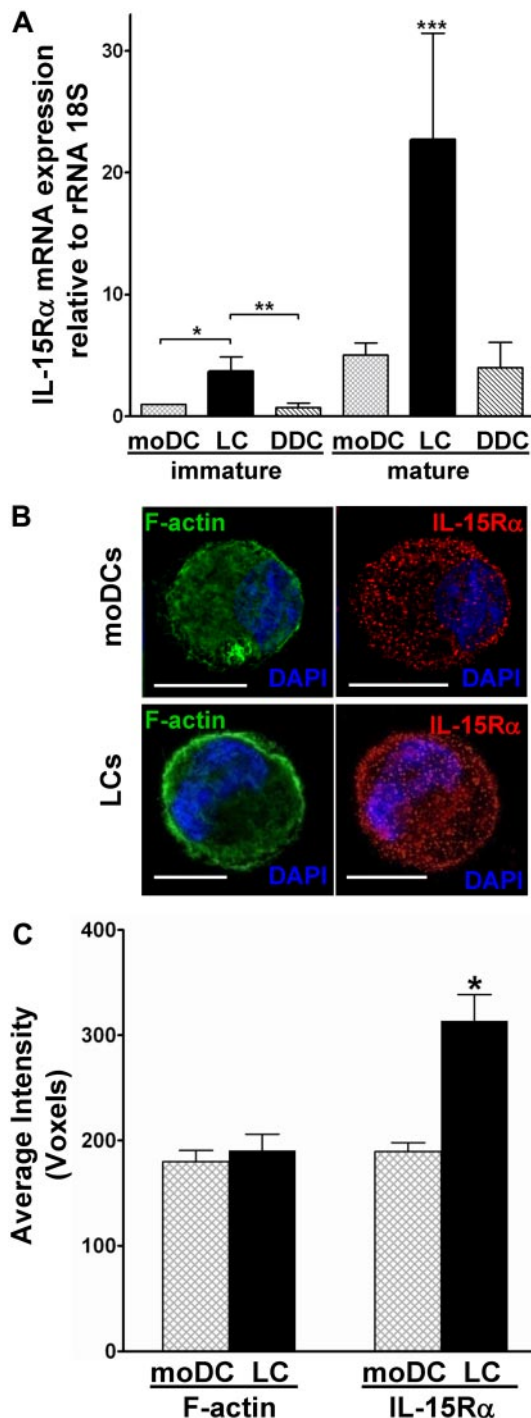 A
IL-15Rα mRNA expression
relative to rRNA 18S
30
20
10
0
*
**
***
moDC LC DDC moDC LC DDC
immature mature
B
moDCs
F-actin
DAPI
IL-15Rα
DAPI
LCs
F-actin
DAPI
IL-15Rα
DAPI
C
Average Intensity
(Voxels)
400
300
200
100
0
*
moDC LC moDC LC
F-actin IL-15Rα